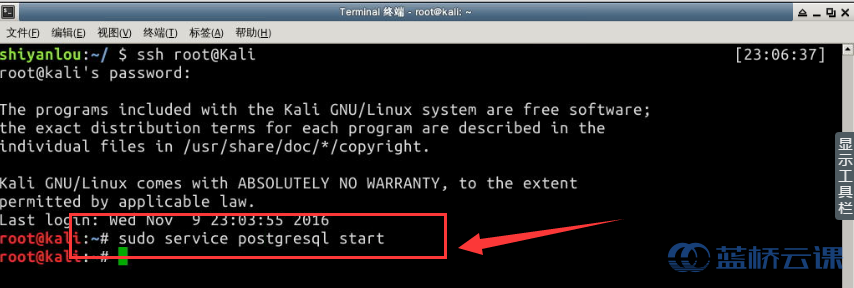 Terminal 终端 - root@kali: ~
文件(F) 编辑(E) 视图(V) 终端(T) 标签(A) 帮助(H)
shiyanlou:~/ $ ssh root@Kali [23:06:37]
root@kali's password:
The programs included with the Kali GNU/Linux system are free software;
the exact distribution terms for each program are described in the
individual files in /usr/share/doc/*/copyright.
Kali GNU/Linux comes with ABSOLUTELY NO WARRANTY, to the extent
permitted by applicable law.
Last login: Wed Nov  9 23:03:55 2016
root@kali:~# sudo service postgresql start
root@kali:~#
显示工具栏
蓝桥云课